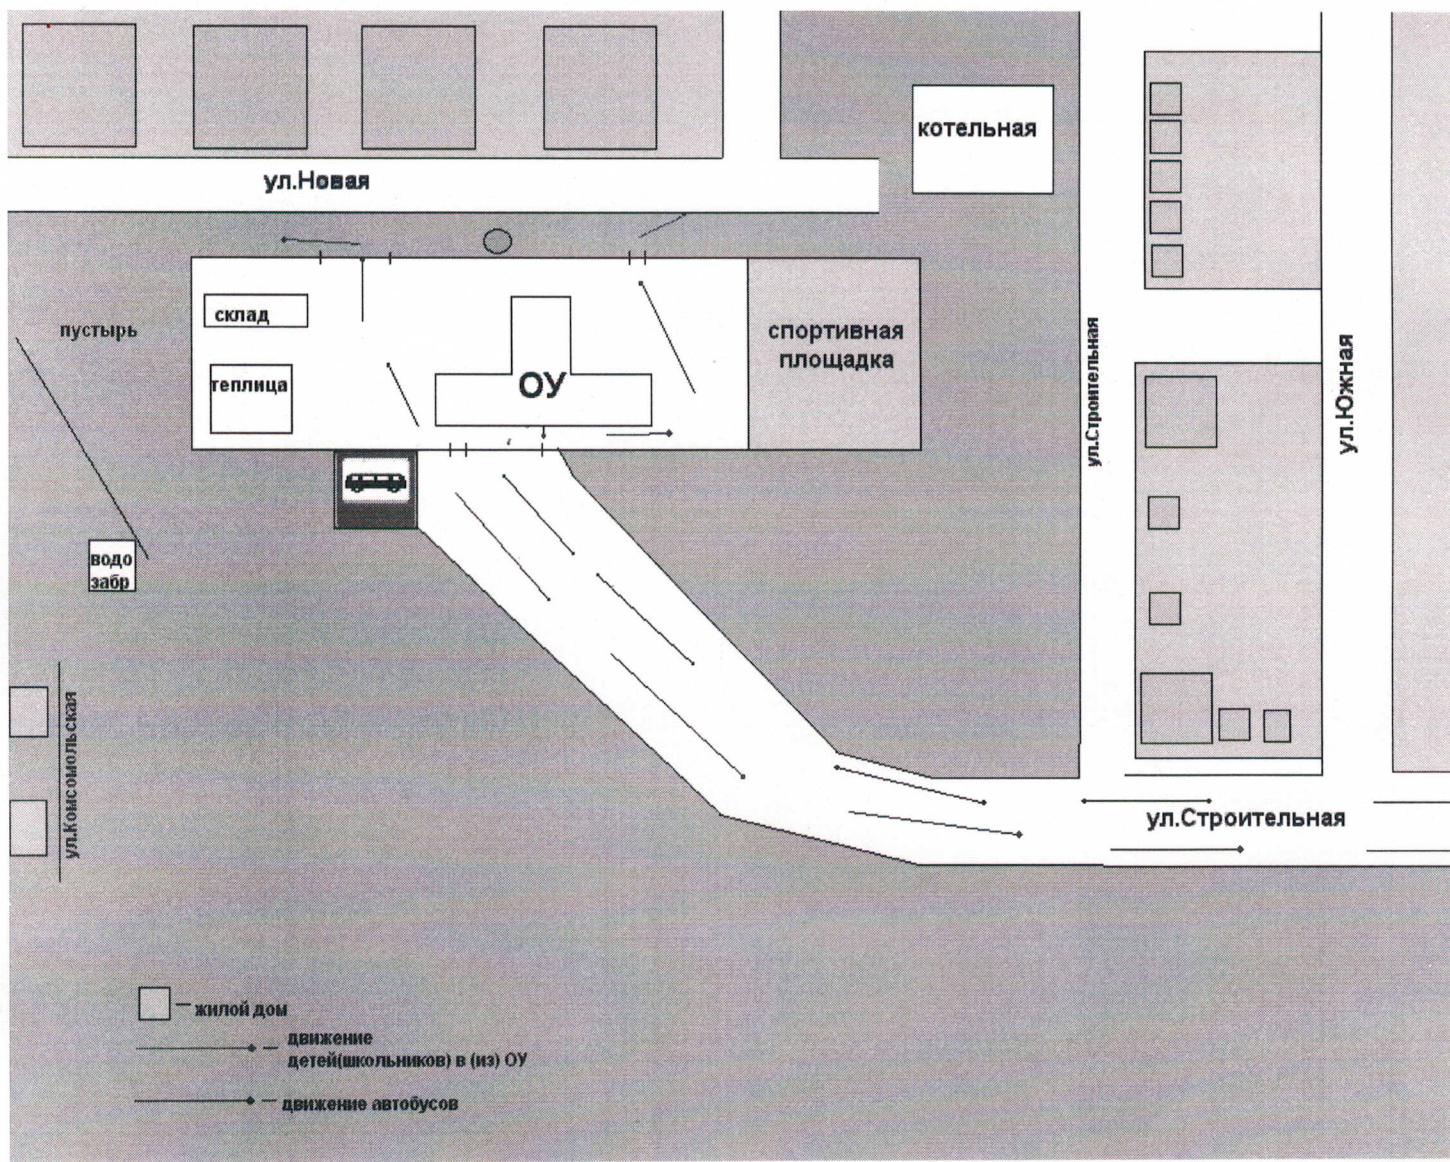 котельная
ул.Новая
склад
пустырь
спортивная
площадка
теплица
ОУ
ул.Строительная
ул.Южная
водо
забр
ул.Комсомольская
ул.Строительная
– жилой дом
– движение
детей(школьников) в (из) ОУ
– движение автобусов